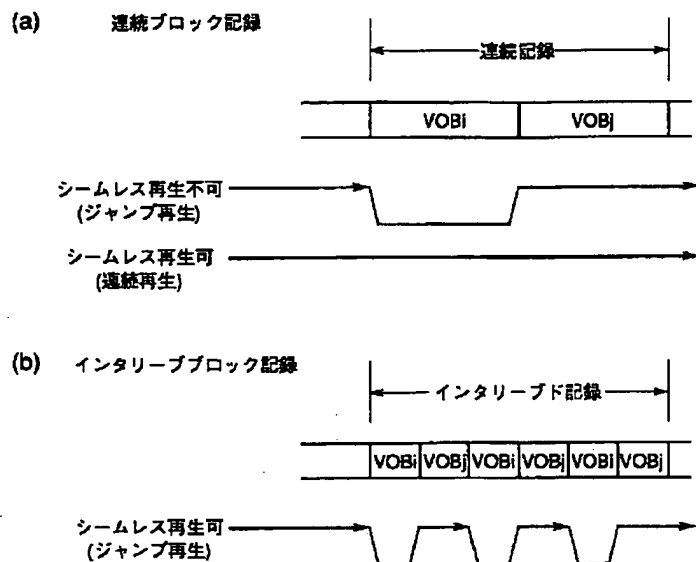 (a) 連続ブロック記録
連続記録
VOBi VOBj
シームレス再生不可
(ジャンプ再生)
シームレス再生可
(連続再生)
(b) インタリーブブロック記録
インタリーブド記録
VOBi VOBj VOBi VOBj VOBi VOBj
シームレス再生可
(ジャンプ再生)